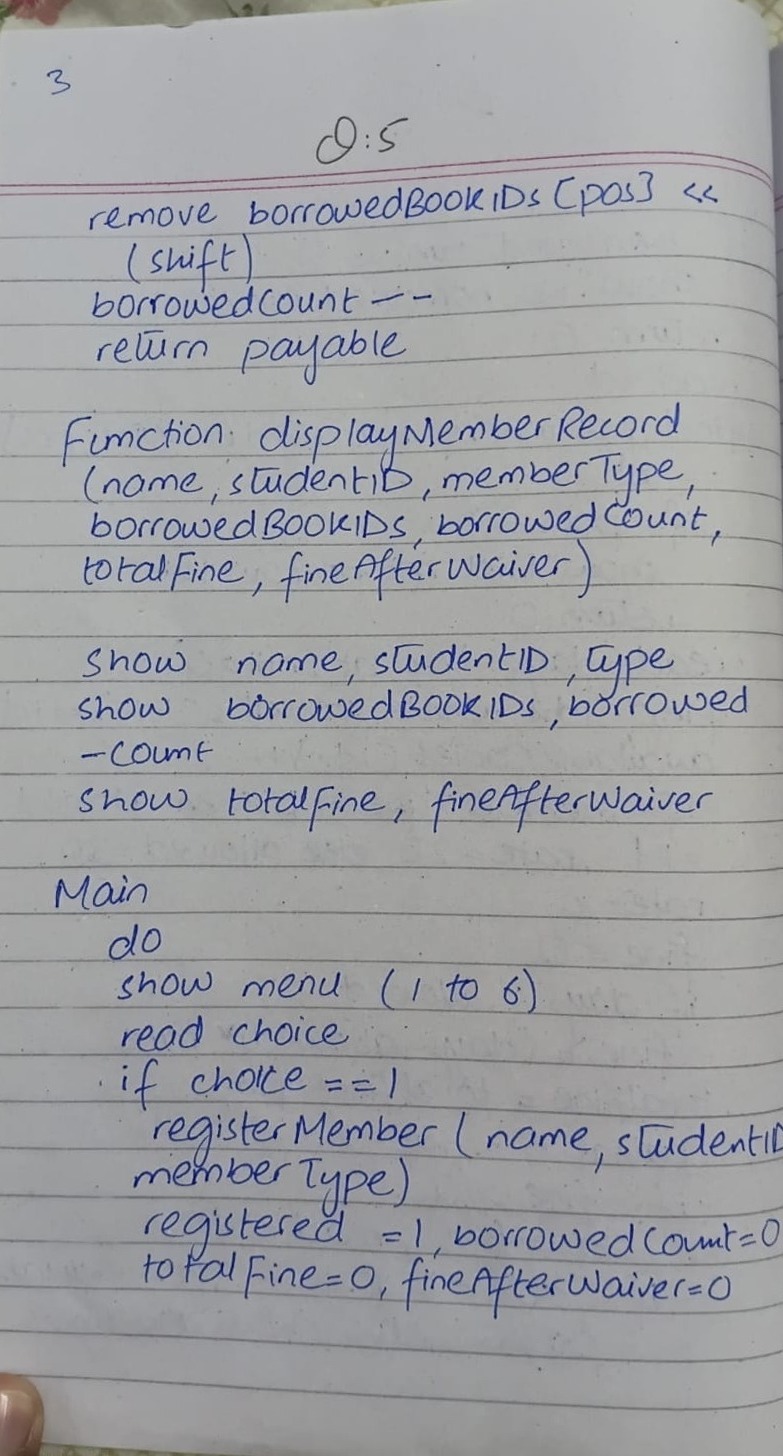 3
Q:5
remove borrowedBookIDs [pos] <<
(shift)
borrowedcount --
return payable
Function: displayMemberRecord
(name, studentID, memberType,
borrowedBookIDs, borrowedCount,
totalFine, fineAfterWaiver)
show name, studentID, type
show borrowedBookIDs, borrowed
-count
show totalFine, fineAfterWaiver
Main
do
show menu (1 to 6)
read choice
if choice == 1
registerMember (name, studentID
memberType)
registered = 1, borrowedCount=0
totalFine=0, fineAfterWaiver=0